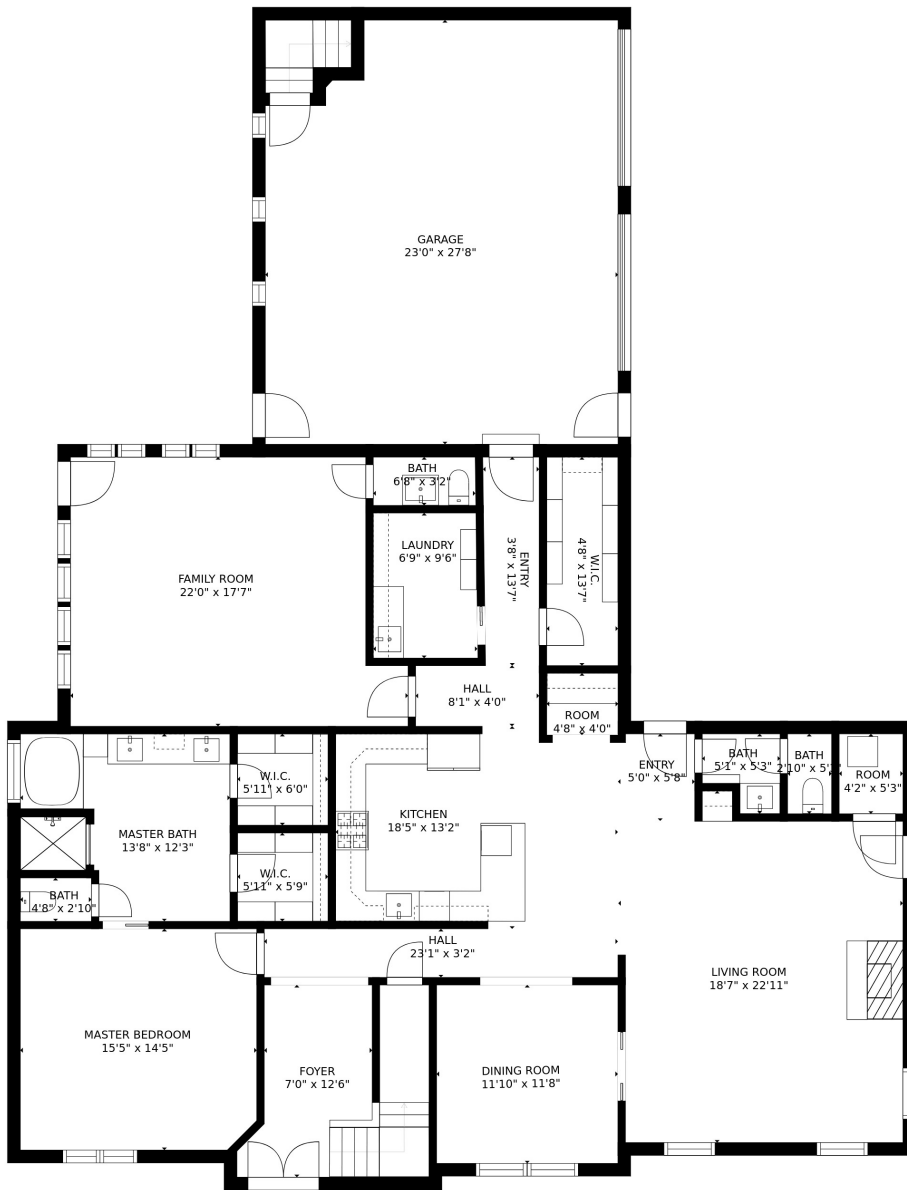 GARAGE
23'0" x 27'8"
BATH
6'8" x 3'2"
LAUNDRY
6'9" x 9'6"
ENTRY
3'8" x 13'7"
W.I.C.
4'8" x 13'7"
FAMILY ROOM
22'0" x 17'7"
HALL
8'1" x 4'0"
ROOM
4'8" x 4'0"
ENTRY
5'0" x 5'8"
BATH
5'1" x 5'3"
BATH
2'10" x
ROOM
4'2" x 5'3"
W.I.C.
5'11" x 6'0"
KITCHEN
18'5" x 13'2"
MASTER BATH
13'8" x 12'3"
W.I.C.
5'11" x 5'9"
BATH
4'8" x 2'10"
HALL
23'1" x 3'2"
LIVING ROOM
18'7" x 22'11"
MASTER BEDROOM
15'5" x 14'5"
FOYER
7'0" x 12'6"
DINING ROOM
11'10" x 11'8"